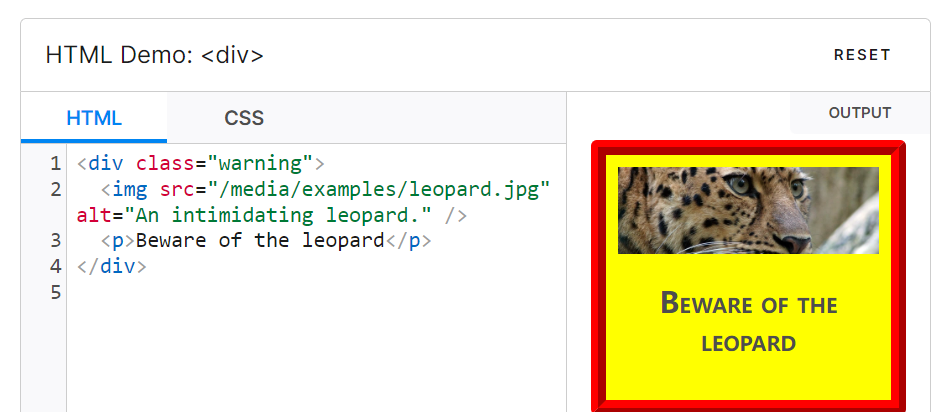 HTML Demo: <div>
RESET
HTML
CSS
OUTPUT
1 <div class="warning">
2   <img src="/media/examples/leopard.jpg"
alt="An intimidating leopard." />
3   <p>Beware of the leopard</p>
4 </div>
5
Beware of the
leopard